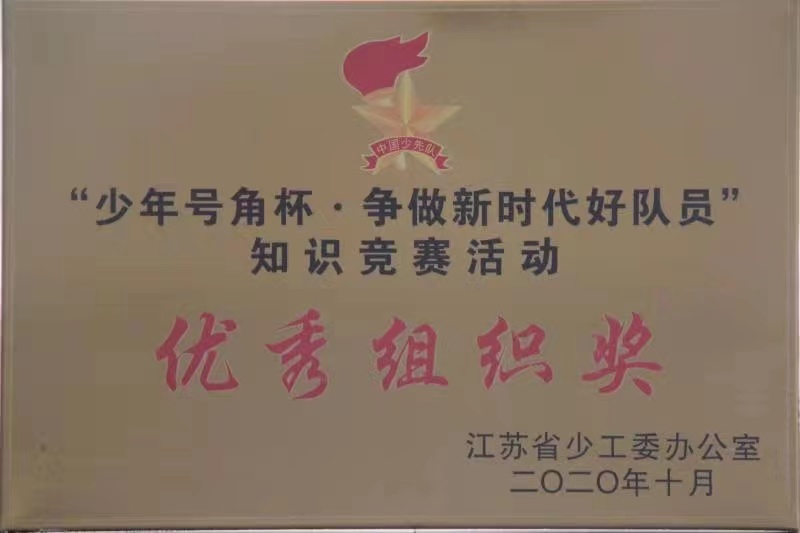 中国少先队
“少年号角杯·争做新时代好队员”
知识竞赛活动
优秀组织奖
江苏省少工委办公室
二〇二〇年十月